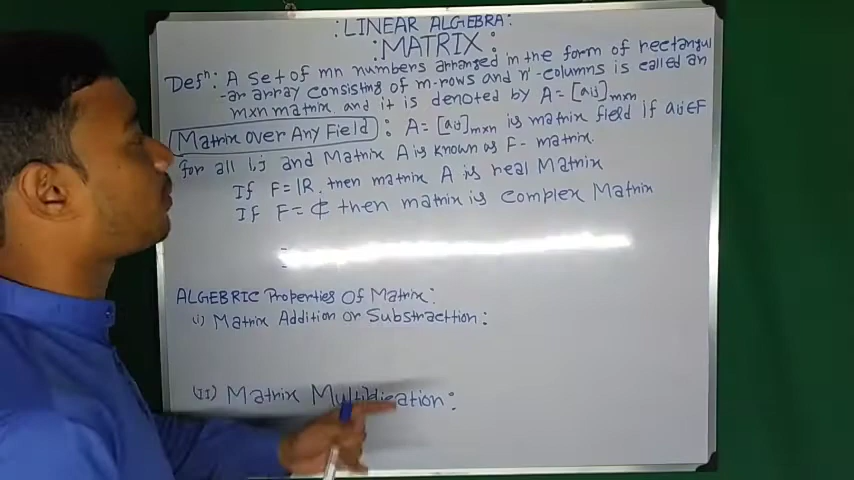 : LINEAR ALGEBRA:
: MATRIX :
Defⁿ: A set of mn numbers arranged in the form of rectangul
-ar array consisting of m-rows and n'-columns is called an
mxn matrix and it is denoted by A = [aij]mxn
Matrix over Any Field : A = [aij]mxn is matrix field if aij∈F
for all i,j and Matrix A is known as F- matrix.
If F = IR. then matrix A is real Matrix
If F = ₵ then matrix is complex Matrix
ALGEBRIC Properties Of Matrix:
(i) Matrix Addition or Substracttion:
(II) Matrix Multiplication: